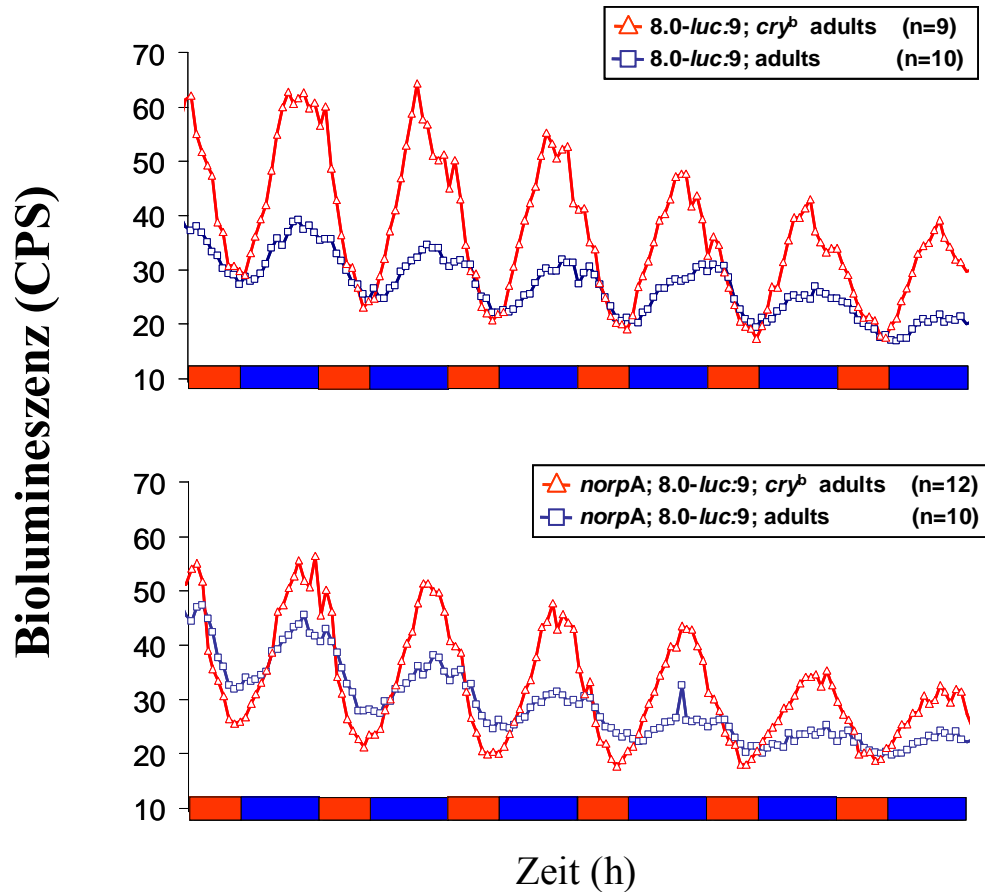 8.0-luc:9; cryᵇ adults (n=9)
8.0-luc:9; adults (n=10)
70
60
50
40
30
20
10
norpA; 8.0-luc:9; cryᵇ adults (n=12)
norpA; 8.0-luc:9; adults (n=10)
70
60
50
40
30
20
10
Biolumineszenz (CPS)
Zeit (h)